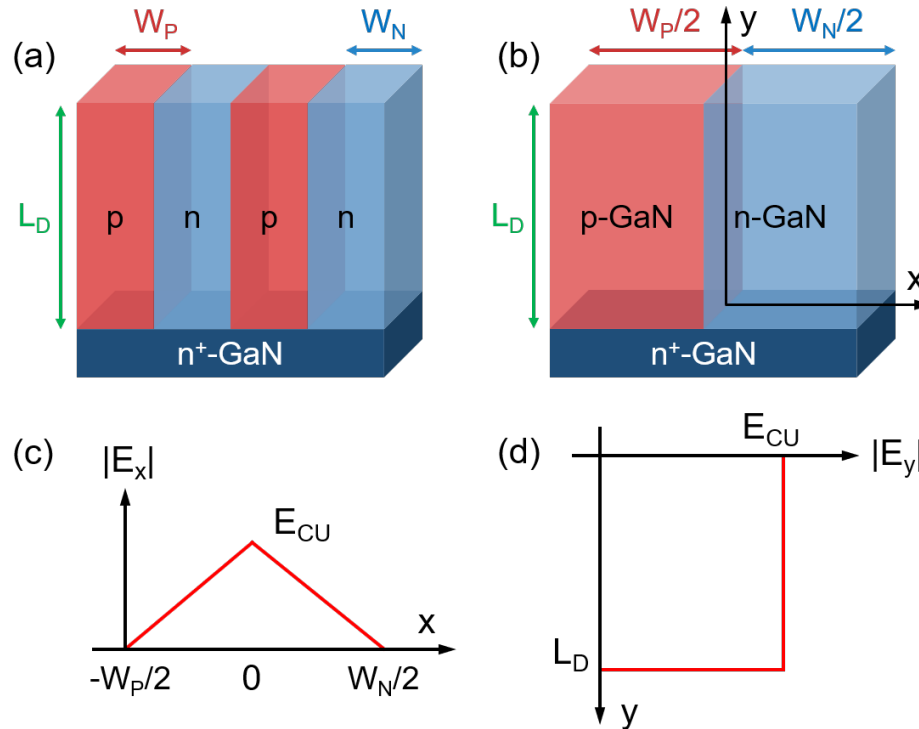 (a)
W_P
W_N
L_D
p
n
p
n
n⁺-GaN
(b)
y
W_P/2
W_N/2
L_D
p-GaN
n-GaN
x
n⁺-GaN
(c)
|E_x|
E_CU
x
-W_P/2
0
W_N/2
(d)
E_CU
|E_y|
L_D
y